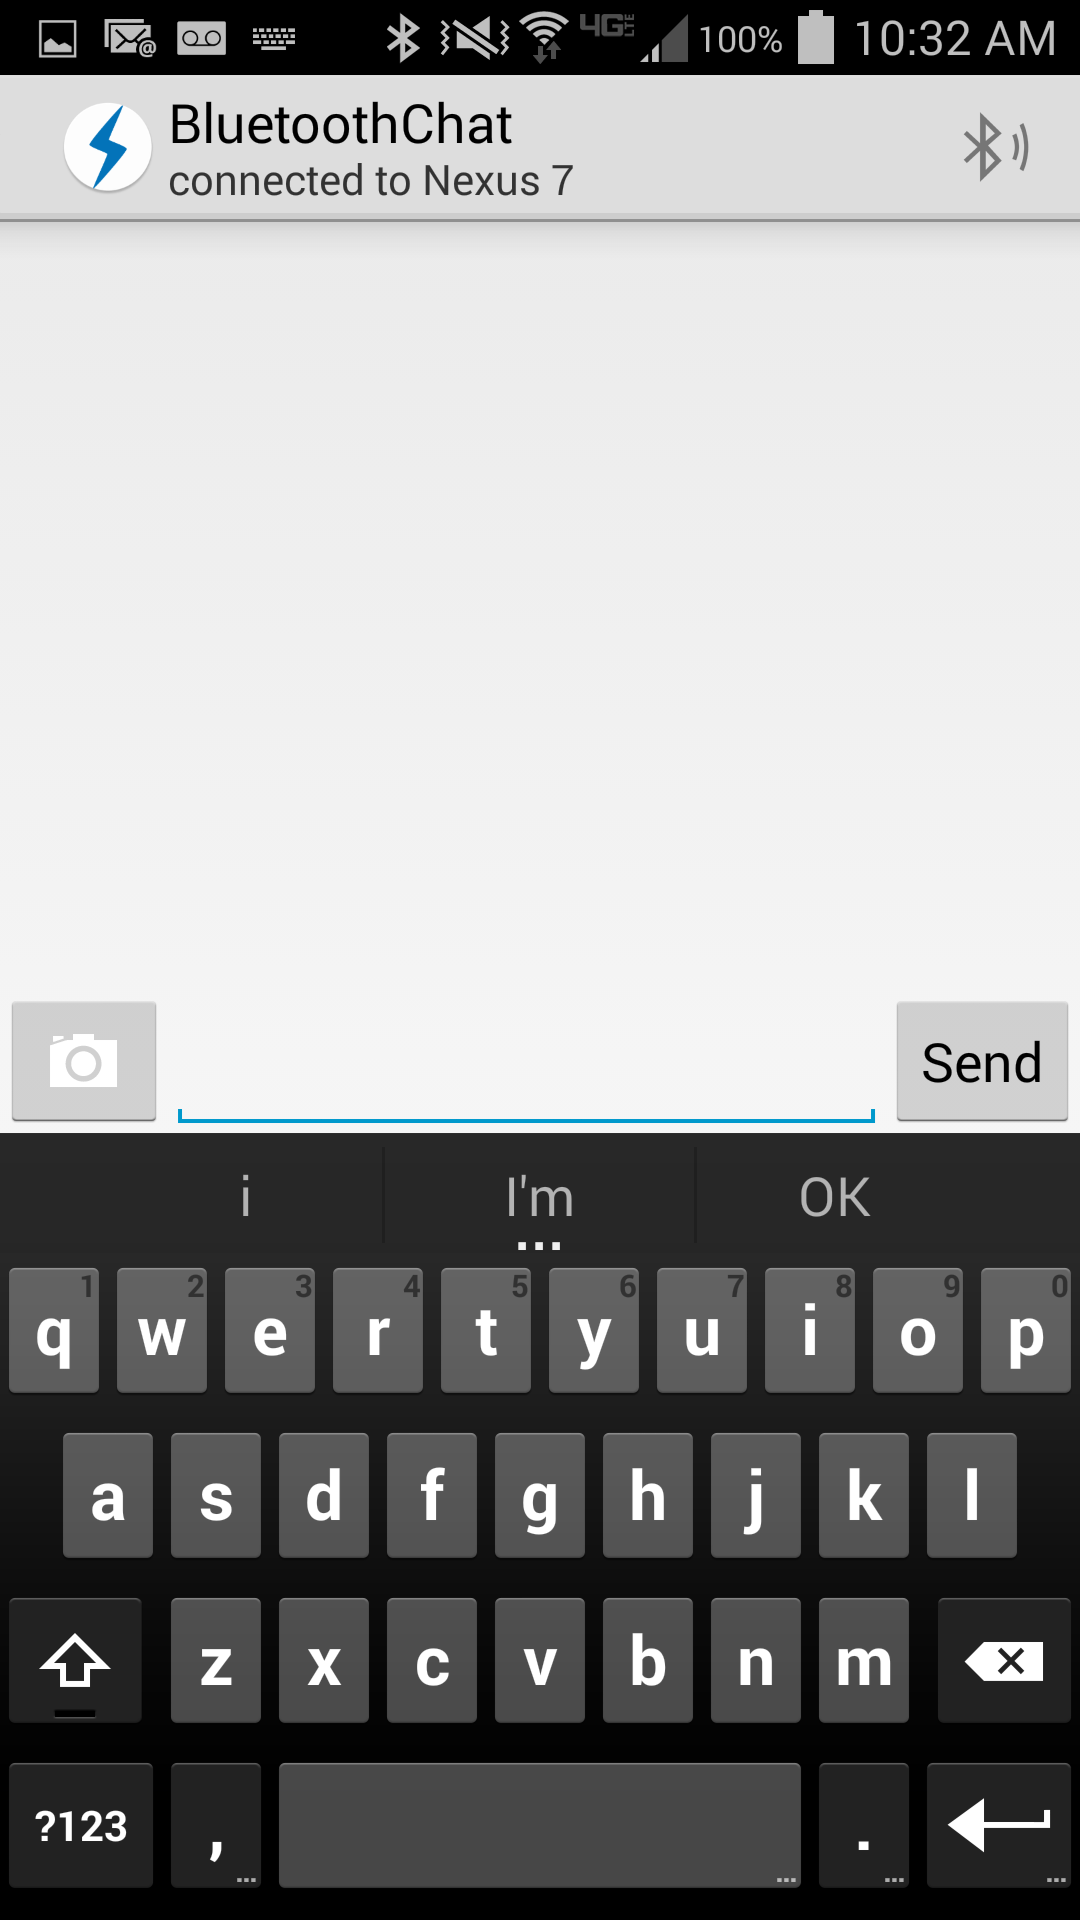 4G LTE 100% 10:32 AM
BluetoothChat
connected to Nexus 7
Send
i I'm OK
1 2 3 4 5 6 7 8 9 0
q w e r t y u i o p
a s d f g h j k l
z x c v b n m
?123 , .